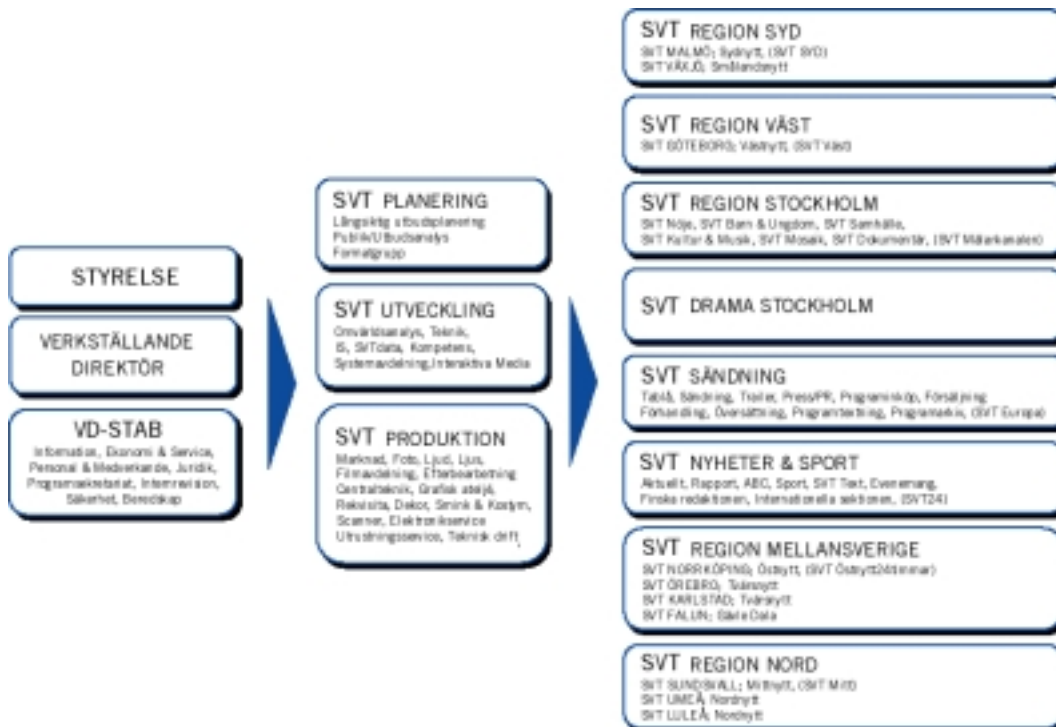 STYRELSE
VERKSTÄLLANDE
DIREKTÖR
VD-STAB
Information, Ekonomi & Service,
Personal & Medverkande, Juridik,
Programsekretariat, Internrevision,
Säkerhet, Beredskap
SVT PLANERING
Långsiktig utbudsplanering
Publik/Utbudsanalys
Formatgrupp
SVT UTVECKLING
Omvärldsanalys, Teknik,
IS, SVTdata, Kompetens,
Systemavdelning, Interaktiva Media
SVT PRODUKTION
Marknad, Foto, Ljud, Ljus,
Filmavdelning, Efterbearbetning
Centralteknik, Grafisk ateljé,
Rekvisita, Dekor, Smink & Kostym,
Scanner, Elektronikservice
Utrustningsservice, Teknisk drift,
SVT REGION SYD
SVT MALMÖ; Sydnytt, (SVT SYD)
SVT VÄXJÖ; Smålandsnytt
SVT REGION VÄST
SVT GÖTEBORG; Västnytt, (SVT Väst)
SVT REGION STOCKHOLM
SVT Nöje, SVT Barn & Ungdom, SVT Samhälle,
SVT Kultur & Musik, SVT Mosaik, SVT Dokumentär, (SVT Mälarkanalen)
SVT DRAMA STOCKHOLM
SVT SÄNDNING
Tablå, Sändning, Trailer, Press/PR, Programinköp, Försäljning
Förhandling, Översättning, Programtextning, Programarkiv, (SVT Europa)
SVT NYHETER & SPORT
Aktuellt, Rapport, ABC, Sport, SVT Text, Evenemang,
Finska redaktionen, Internationella sektionen, (SVT24)
SVT REGION MELLANSVERIGE
SVT NORRKÖPING; Östnytt, (SVT Östnytt24timmar)
SVT ÖREBRO; Tvärsnytt
SVT KARLSTAD; Tvärsnytt
SVT FALUN; Gävle Dala
SVT REGION NORD
SVT SUNDSVALL; Mittnytt, (SVT Mitt)
SVT UMEÅ; Nordnytt
SVT LULEÅ; Nordnytt